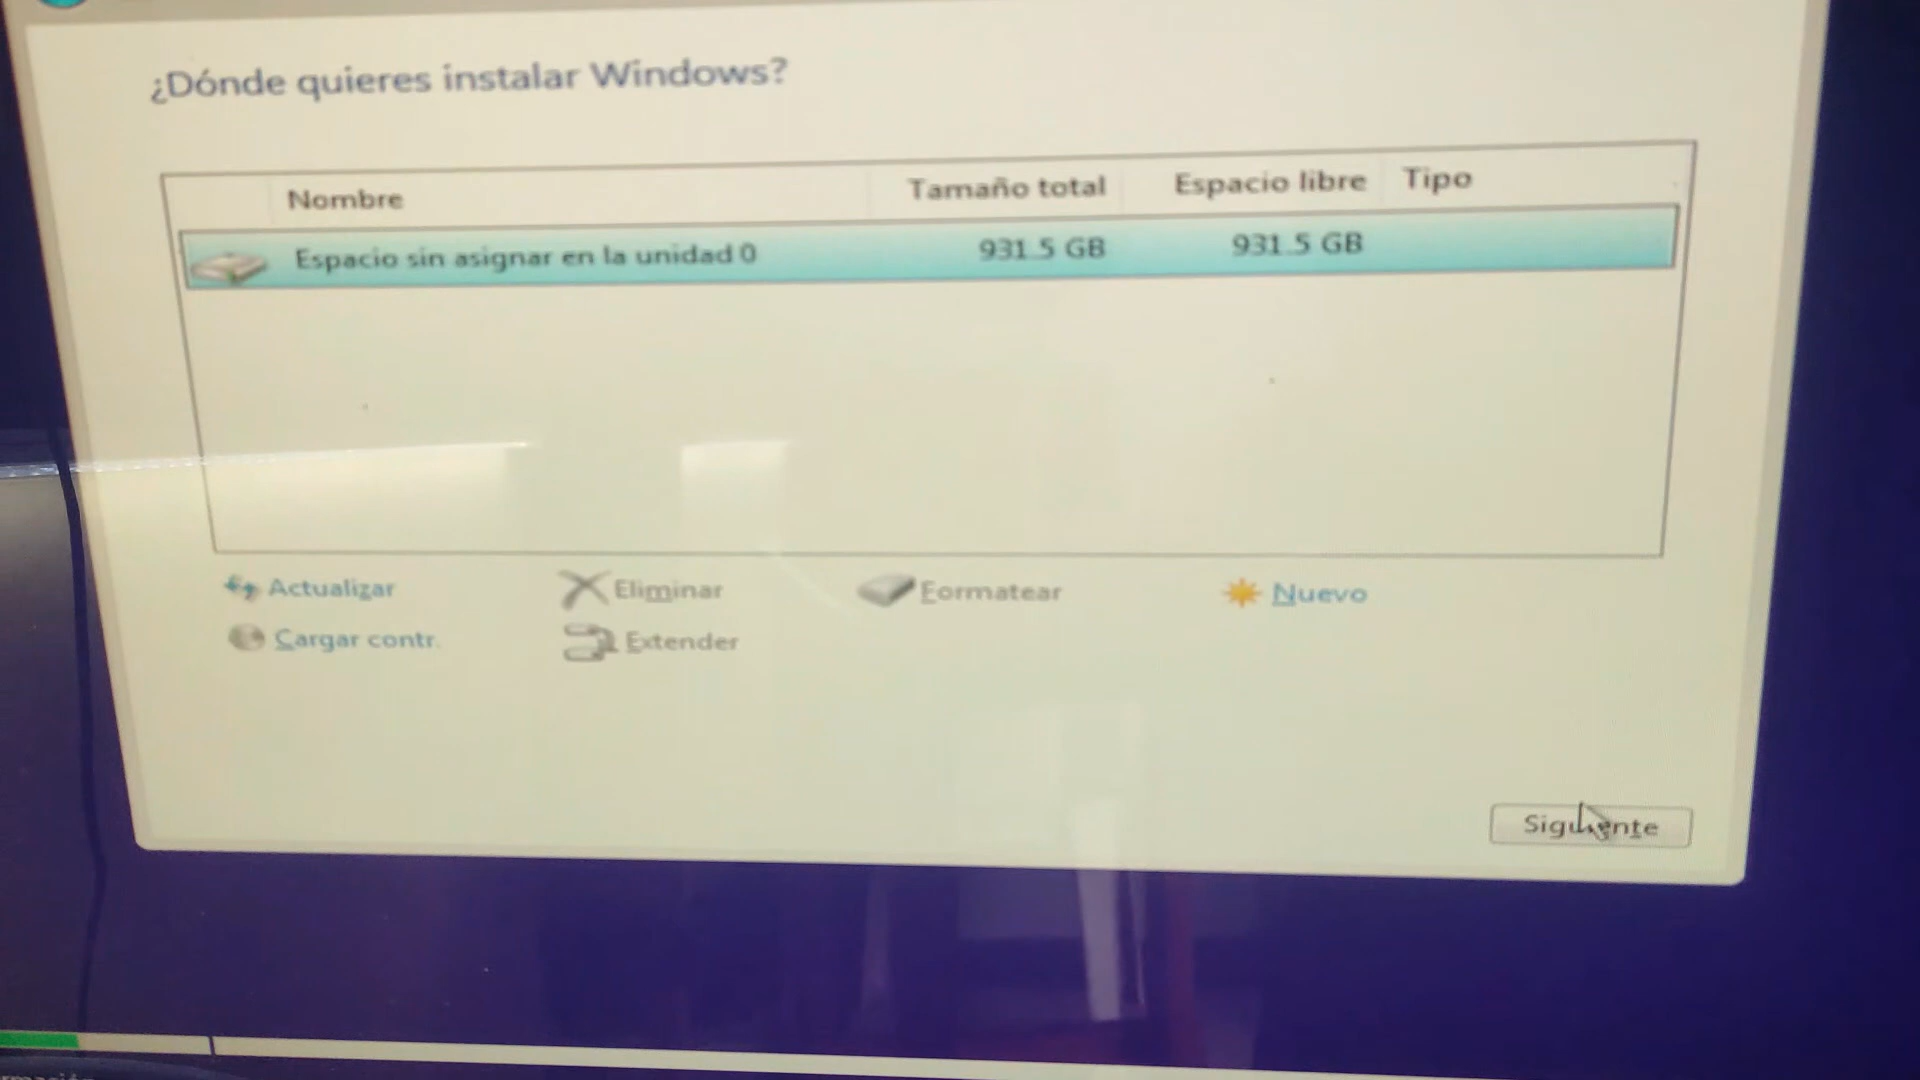 ¿Dónde quieres instalar Windows?
Nombre Tamaño total Espacio libre Tipo
Espacio sin asignar en la unidad 0 931.5 GB 931.5 GB
Actualizar Eliminar Formatear Nuevo
Cargar contr. Extender
Siguiente